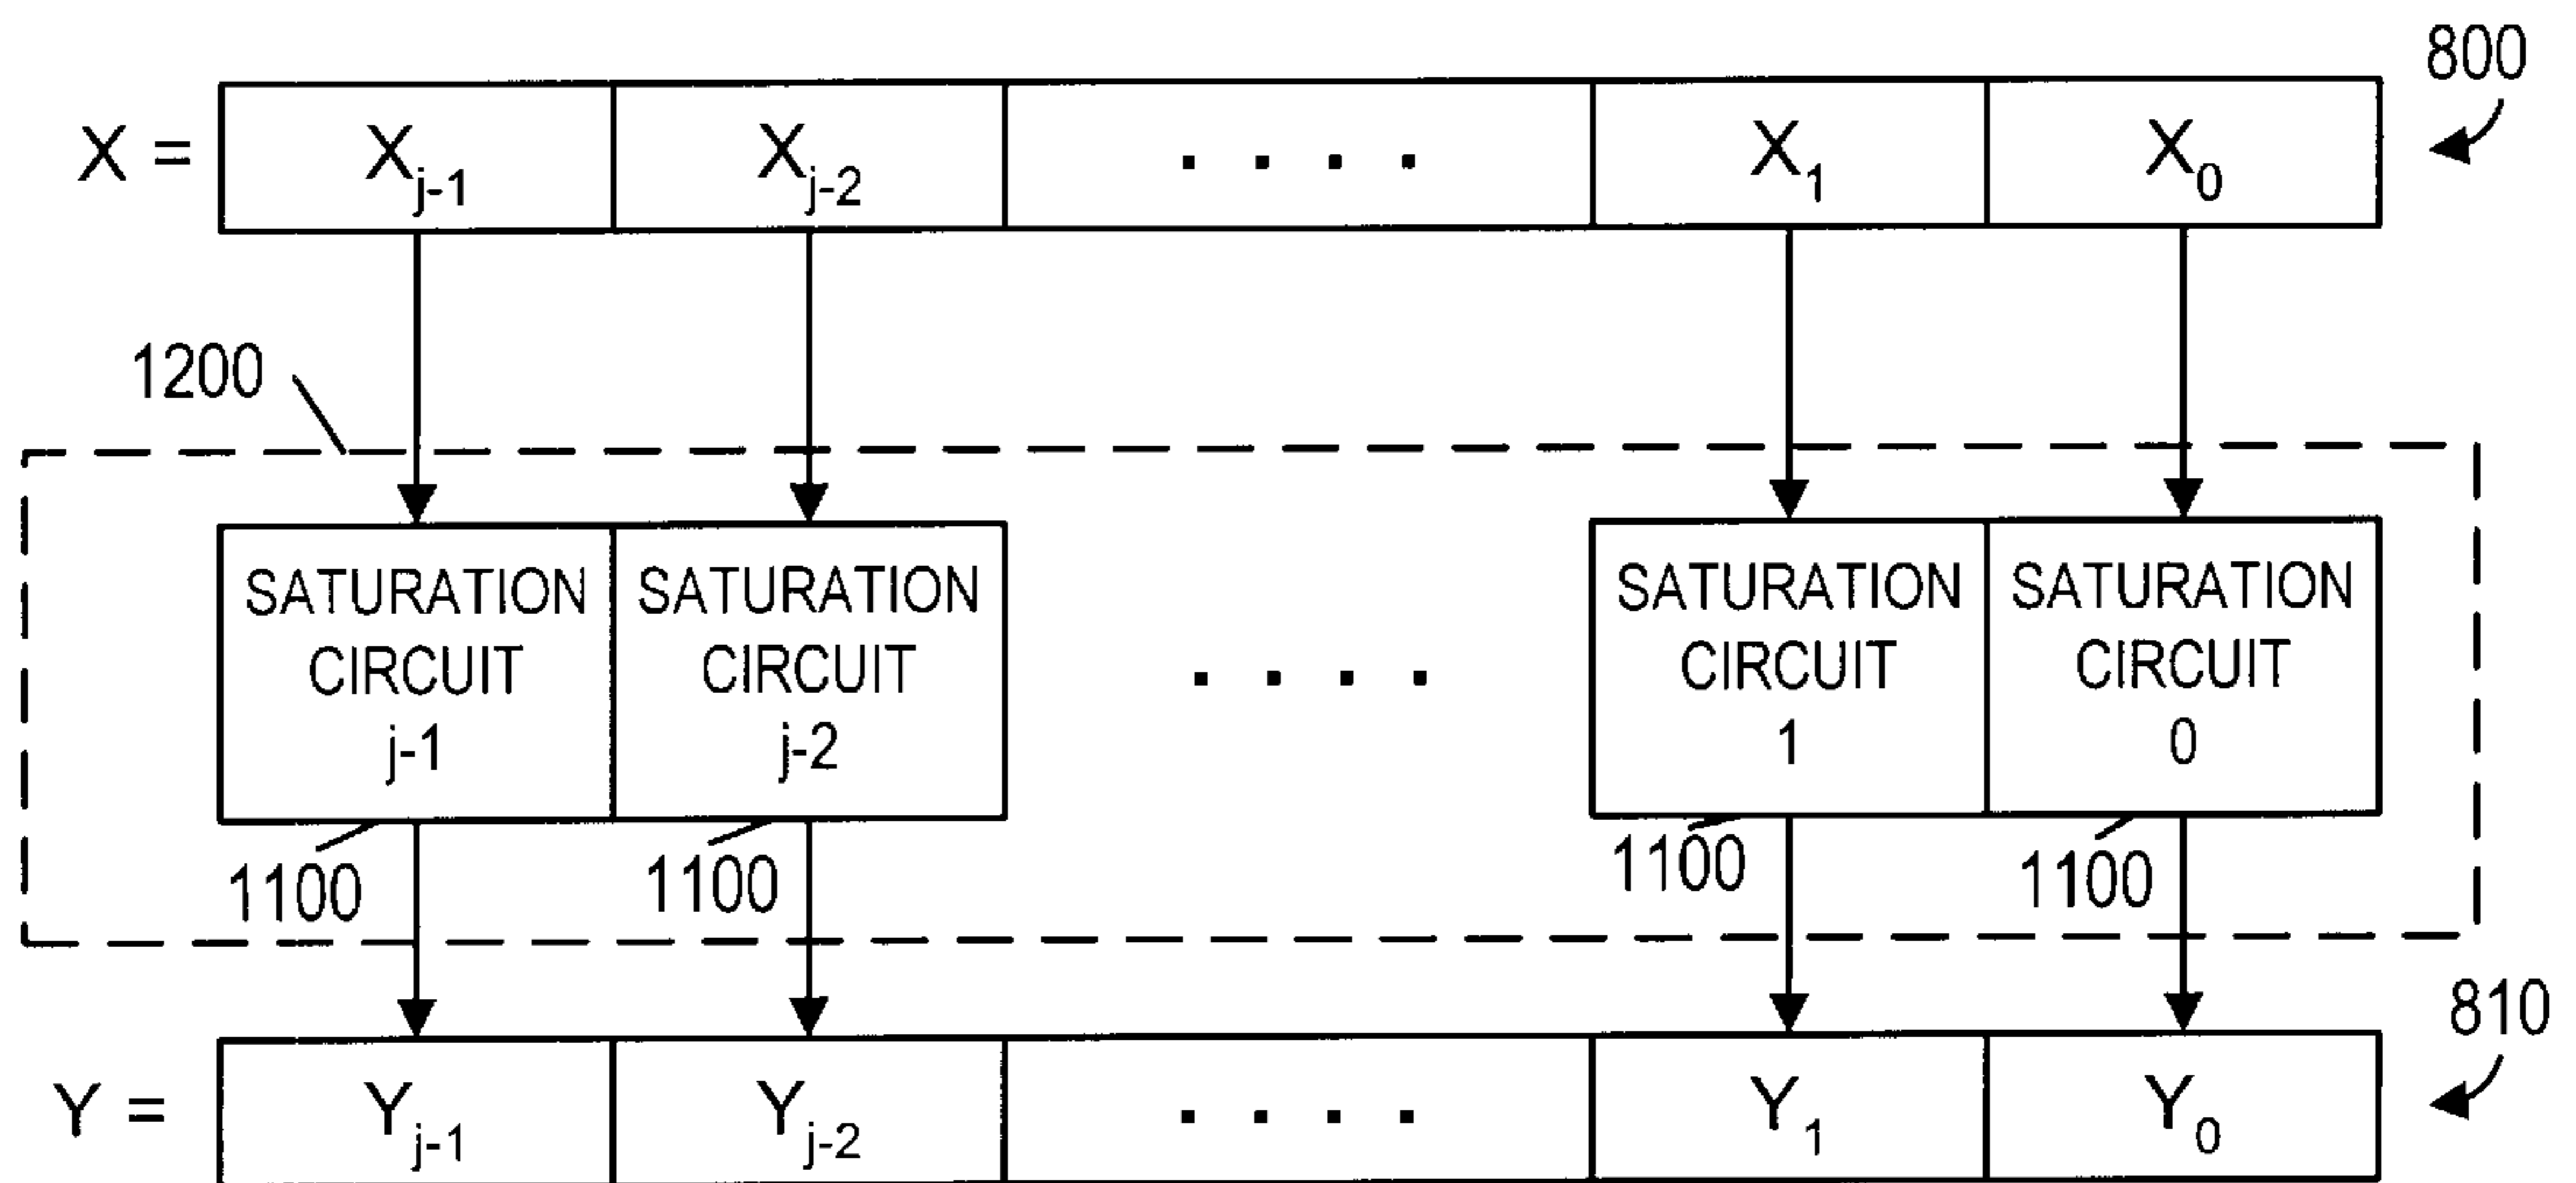 800
X = X_{j-1} X_{j-2} . . . . X_1 X_0
1200
SATURATION CIRCUIT j-1
SATURATION CIRCUIT j-2
. . . .
SATURATION CIRCUIT 1
SATURATION CIRCUIT 0
1100
1100
1100
1100
810
Y = Y_{j-1} Y_{j-2} . . . . Y_1 Y_0